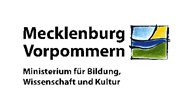 Mecklenburg
Vorpommern
Ministerium für Bildung,
Wissenschaft und Kultur